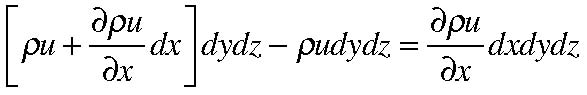 [ρu + ∂ρu/∂x dx] dydz − ρudydz = ∂ρu/∂x dxdydz